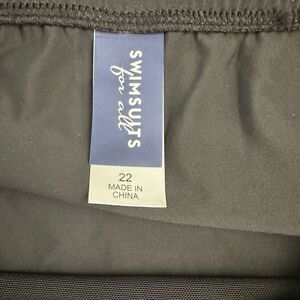 SWIMSUITS
for all
22
MADE IN
CHINA